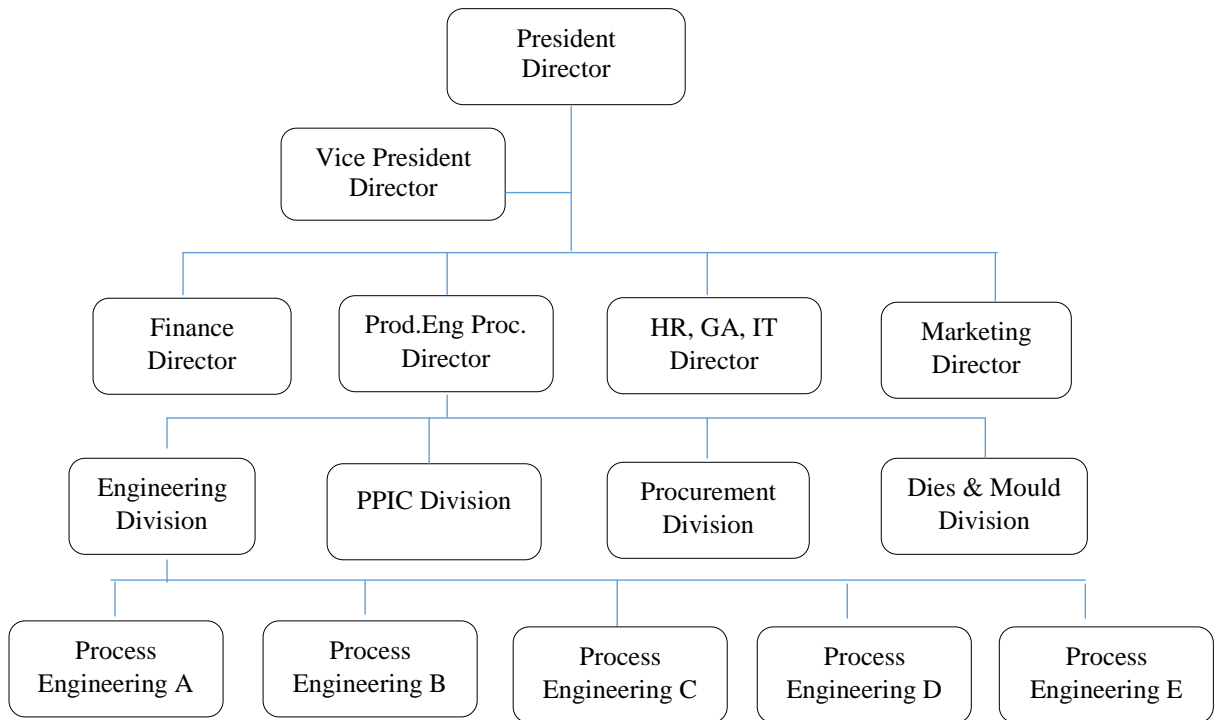 President
Director
Vice President
Director
Finance
Director
Prod.Eng Proc.
Director
HR, GA, IT
Director
Marketing
Director
Engineering
Division
PPIC Division
Procurement
Division
Dies & Mould
Division
Process
Engineering A
Process
Engineering B
Process
Engineering C
Process
Engineering D
Process
Engineering E